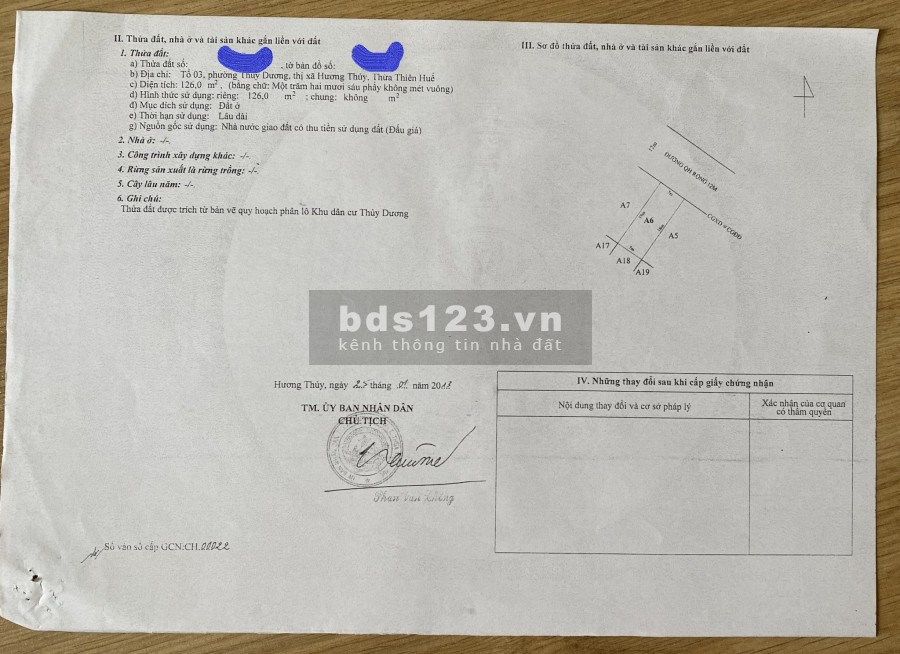 II. Thửa đất, nhà ở và tài sản khác gắn liền với đất
1. Thửa đất:
a) Thửa đất số: , tờ bản đồ số:
b) Địa chỉ: Tổ 03, phường Thủy Dương, thị xã Hương Thủy, Thừa Thiên Huế
c) Diện tích: 126,0 m², (bằng chữ: Một trăm hai mươi sáu phẩy không mét vuông)
d) Hình thức sử dụng: riêng: 126,0 m² ; chung: không m²
đ) Mục đích sử dụng: Đất ở
e) Thời hạn sử dụng: Lâu dài
g) Nguồn gốc sử dụng: Nhà nước giao đất có thu tiền sử dụng đất (Đấu giá)
2. Nhà ở: -/-
3. Công trình xây dựng khác: -/-
4. Rừng sản xuất là rừng trồng: -/-
5. Cây lâu năm: -/-
6. Ghi chú:
Thửa đất được trích từ bản vẽ quy hoạch phân lô Khu dân cư Thủy Dương
III. Sơ đồ thửa đất, nhà ở và tài sản khác gắn liền với đất
12m
ĐƯỜNG QH RỘNG 12M
CGXD = CGĐĐ
A7
A6
A5
A17
A18
A19
bds123.vn
kênh thông tin nhà đất
Hương Thủy, ngày 23 tháng 01 năm 2018
TM. ỦY BAN NHÂN DÂN
CHỦ TỊCH
Số vào sổ cấp GCN:CH.00022
IV. Những thay đổi sau khi cấp giấy chứng nhận
Nội dung thay đổi và cơ sở pháp lý
Xác nhận của cơ quan
có thẩm quyền